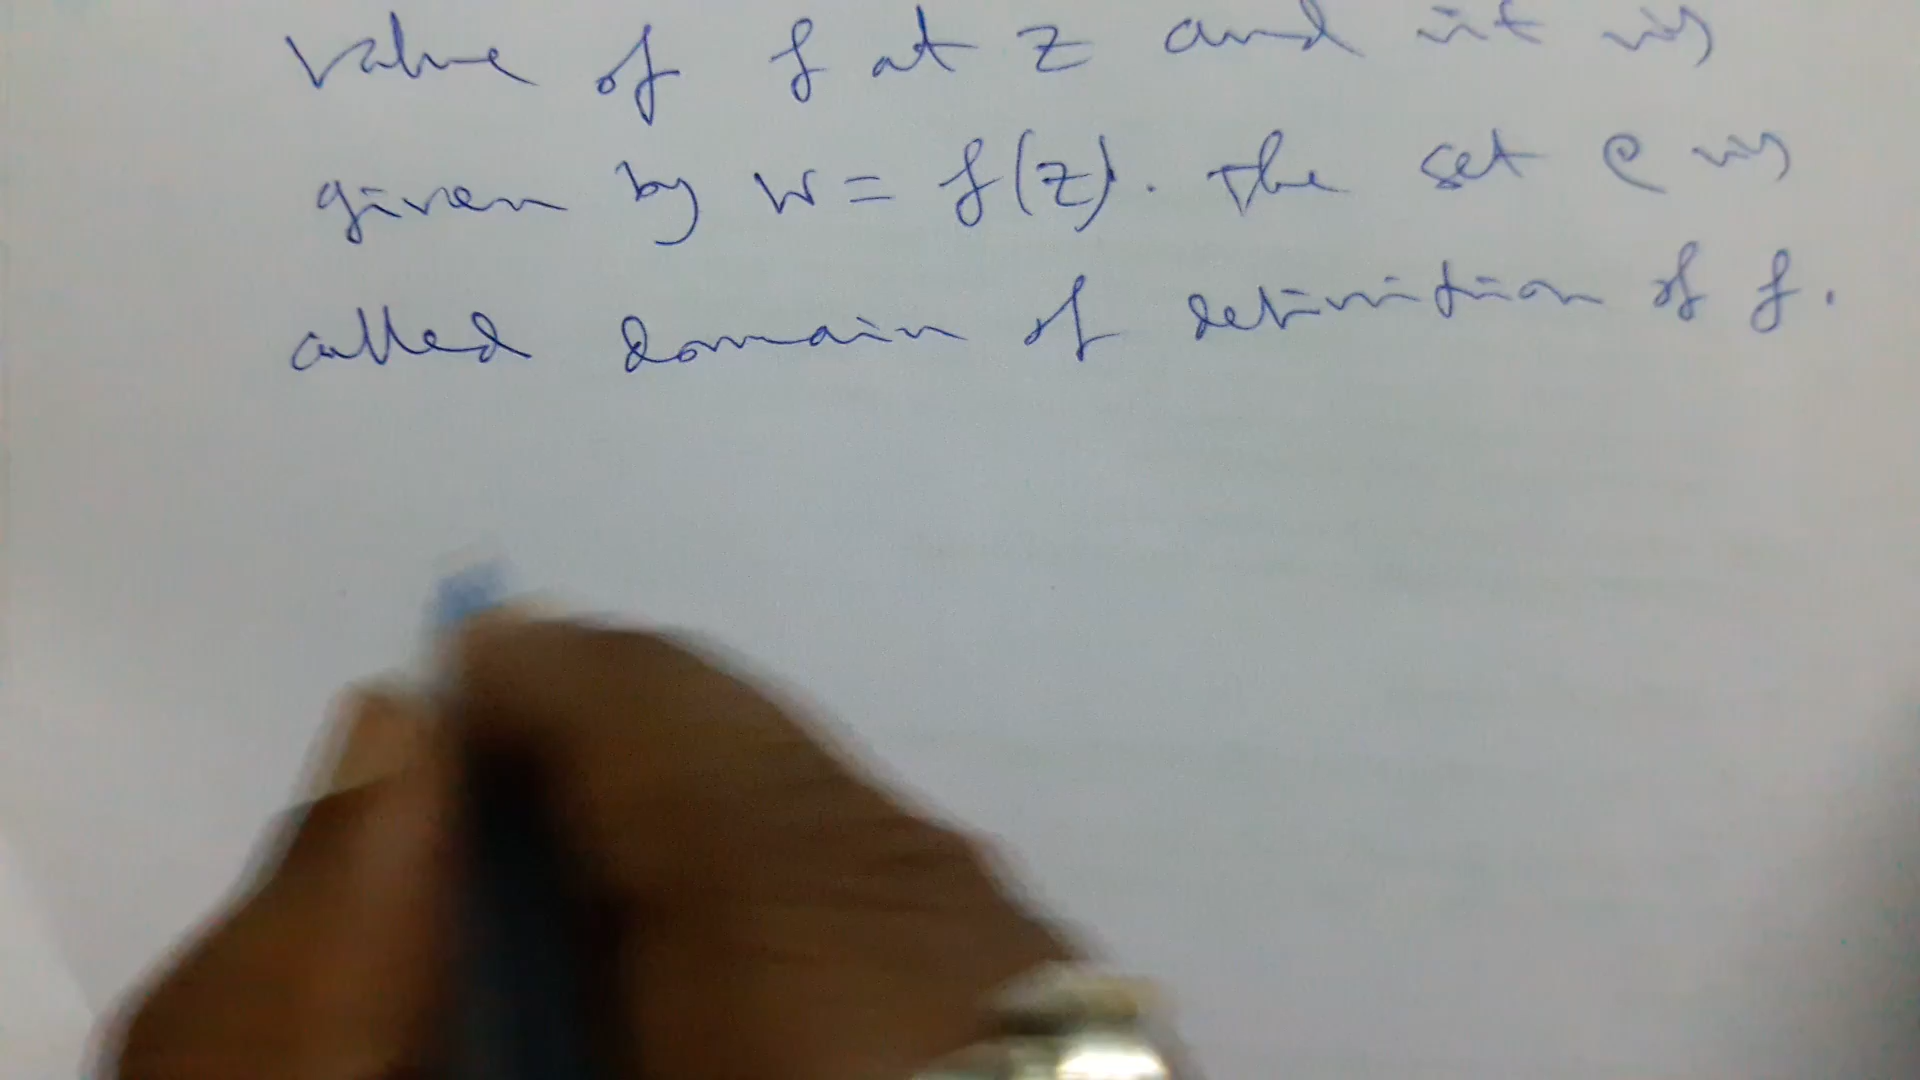 value of f at z and it is
given by w = f(z). The set e is
called domain of definition of f.